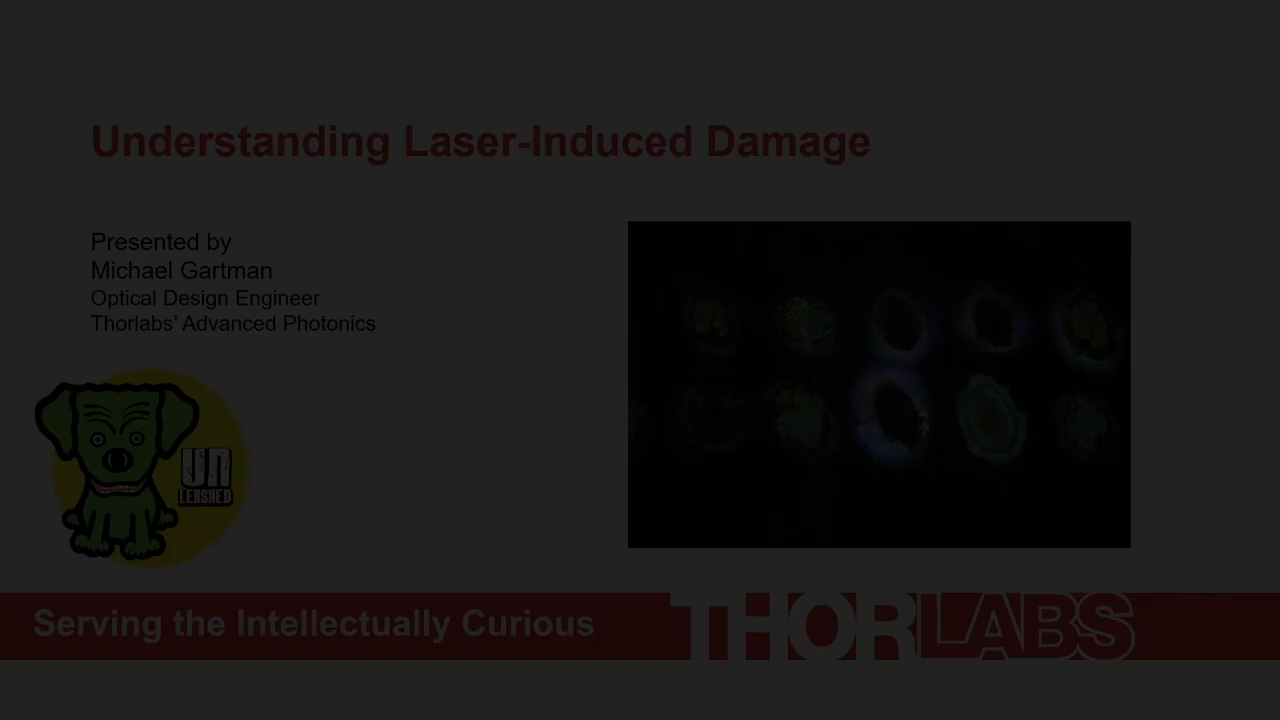 Understanding Laser-Induced Damage
Presented by
Michael Gartman
Optical Design Engineer
Thorlabs' Advanced Photonics
UN
LEASHED
Serving the Intellectually Curious
THORLABS